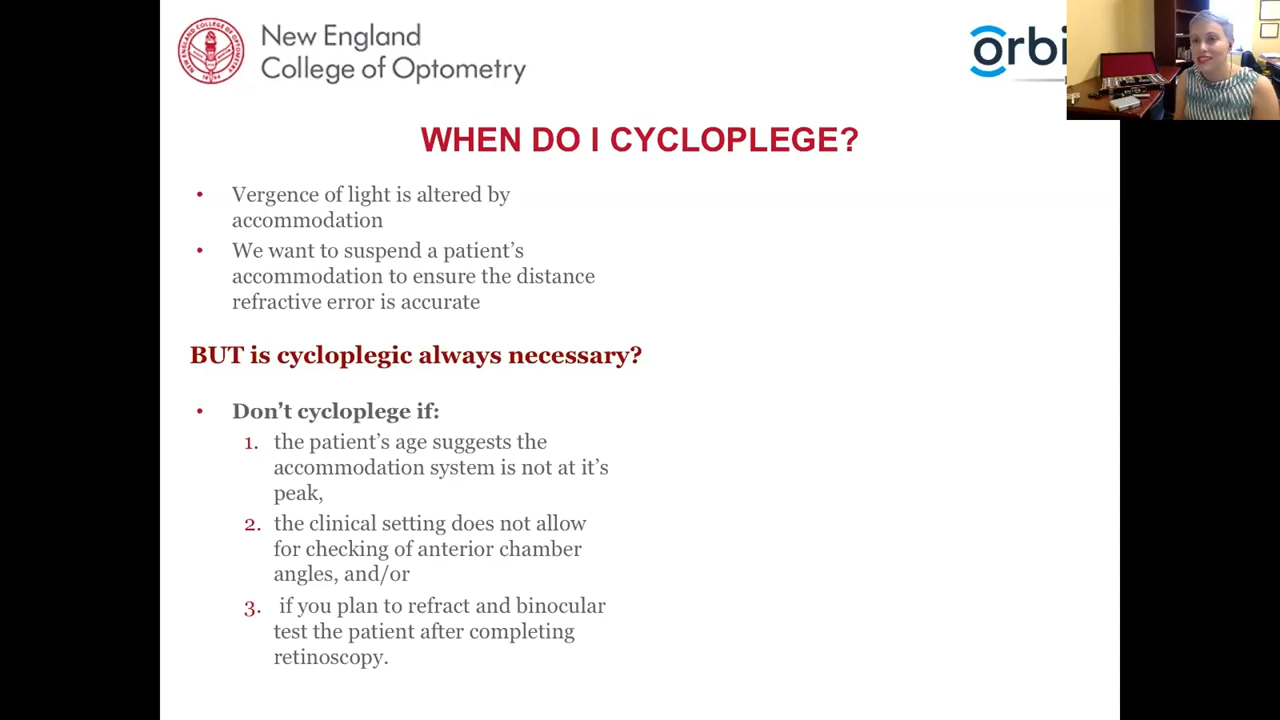 New England
College of Optometry
orbi
WHEN DO I CYCLOPLEGE?
• Vergence of light is altered by
accommodation
• We want to suspend a patient's
accommodation to ensure the distance
refractive error is accurate
BUT is cycloplegic always necessary?
• Don't cycloplege if:
1. the patient's age suggests the
accommodation system is not at it's
peak,
2. the clinical setting does not allow
for checking of anterior chamber
angles, and/or
3. if you plan to refract and binocular
test the patient after completing
retinoscopy.